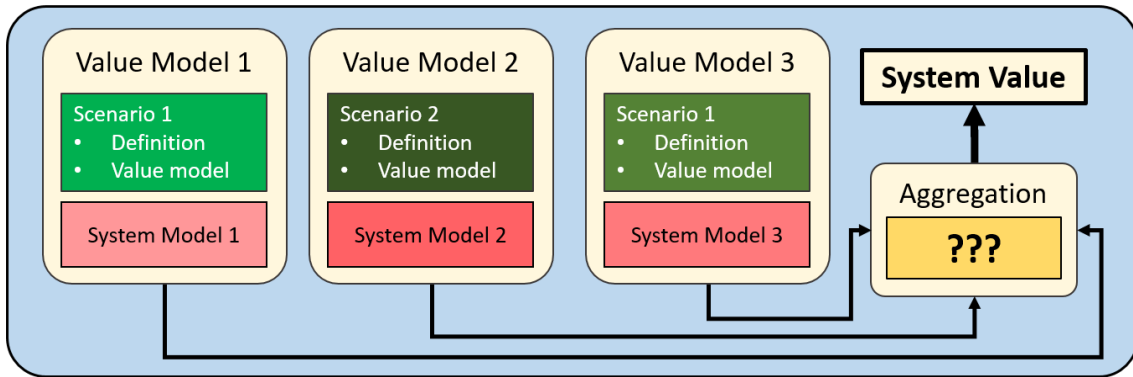 Value Model 1
Scenario 1
• Definition
• Value model
System Model 1
Value Model 2
Scenario 2
• Definition
• Value model
System Model 2
Value Model 3
Scenario 1
• Definition
• Value model
System Model 3
System Value
Aggregation
???